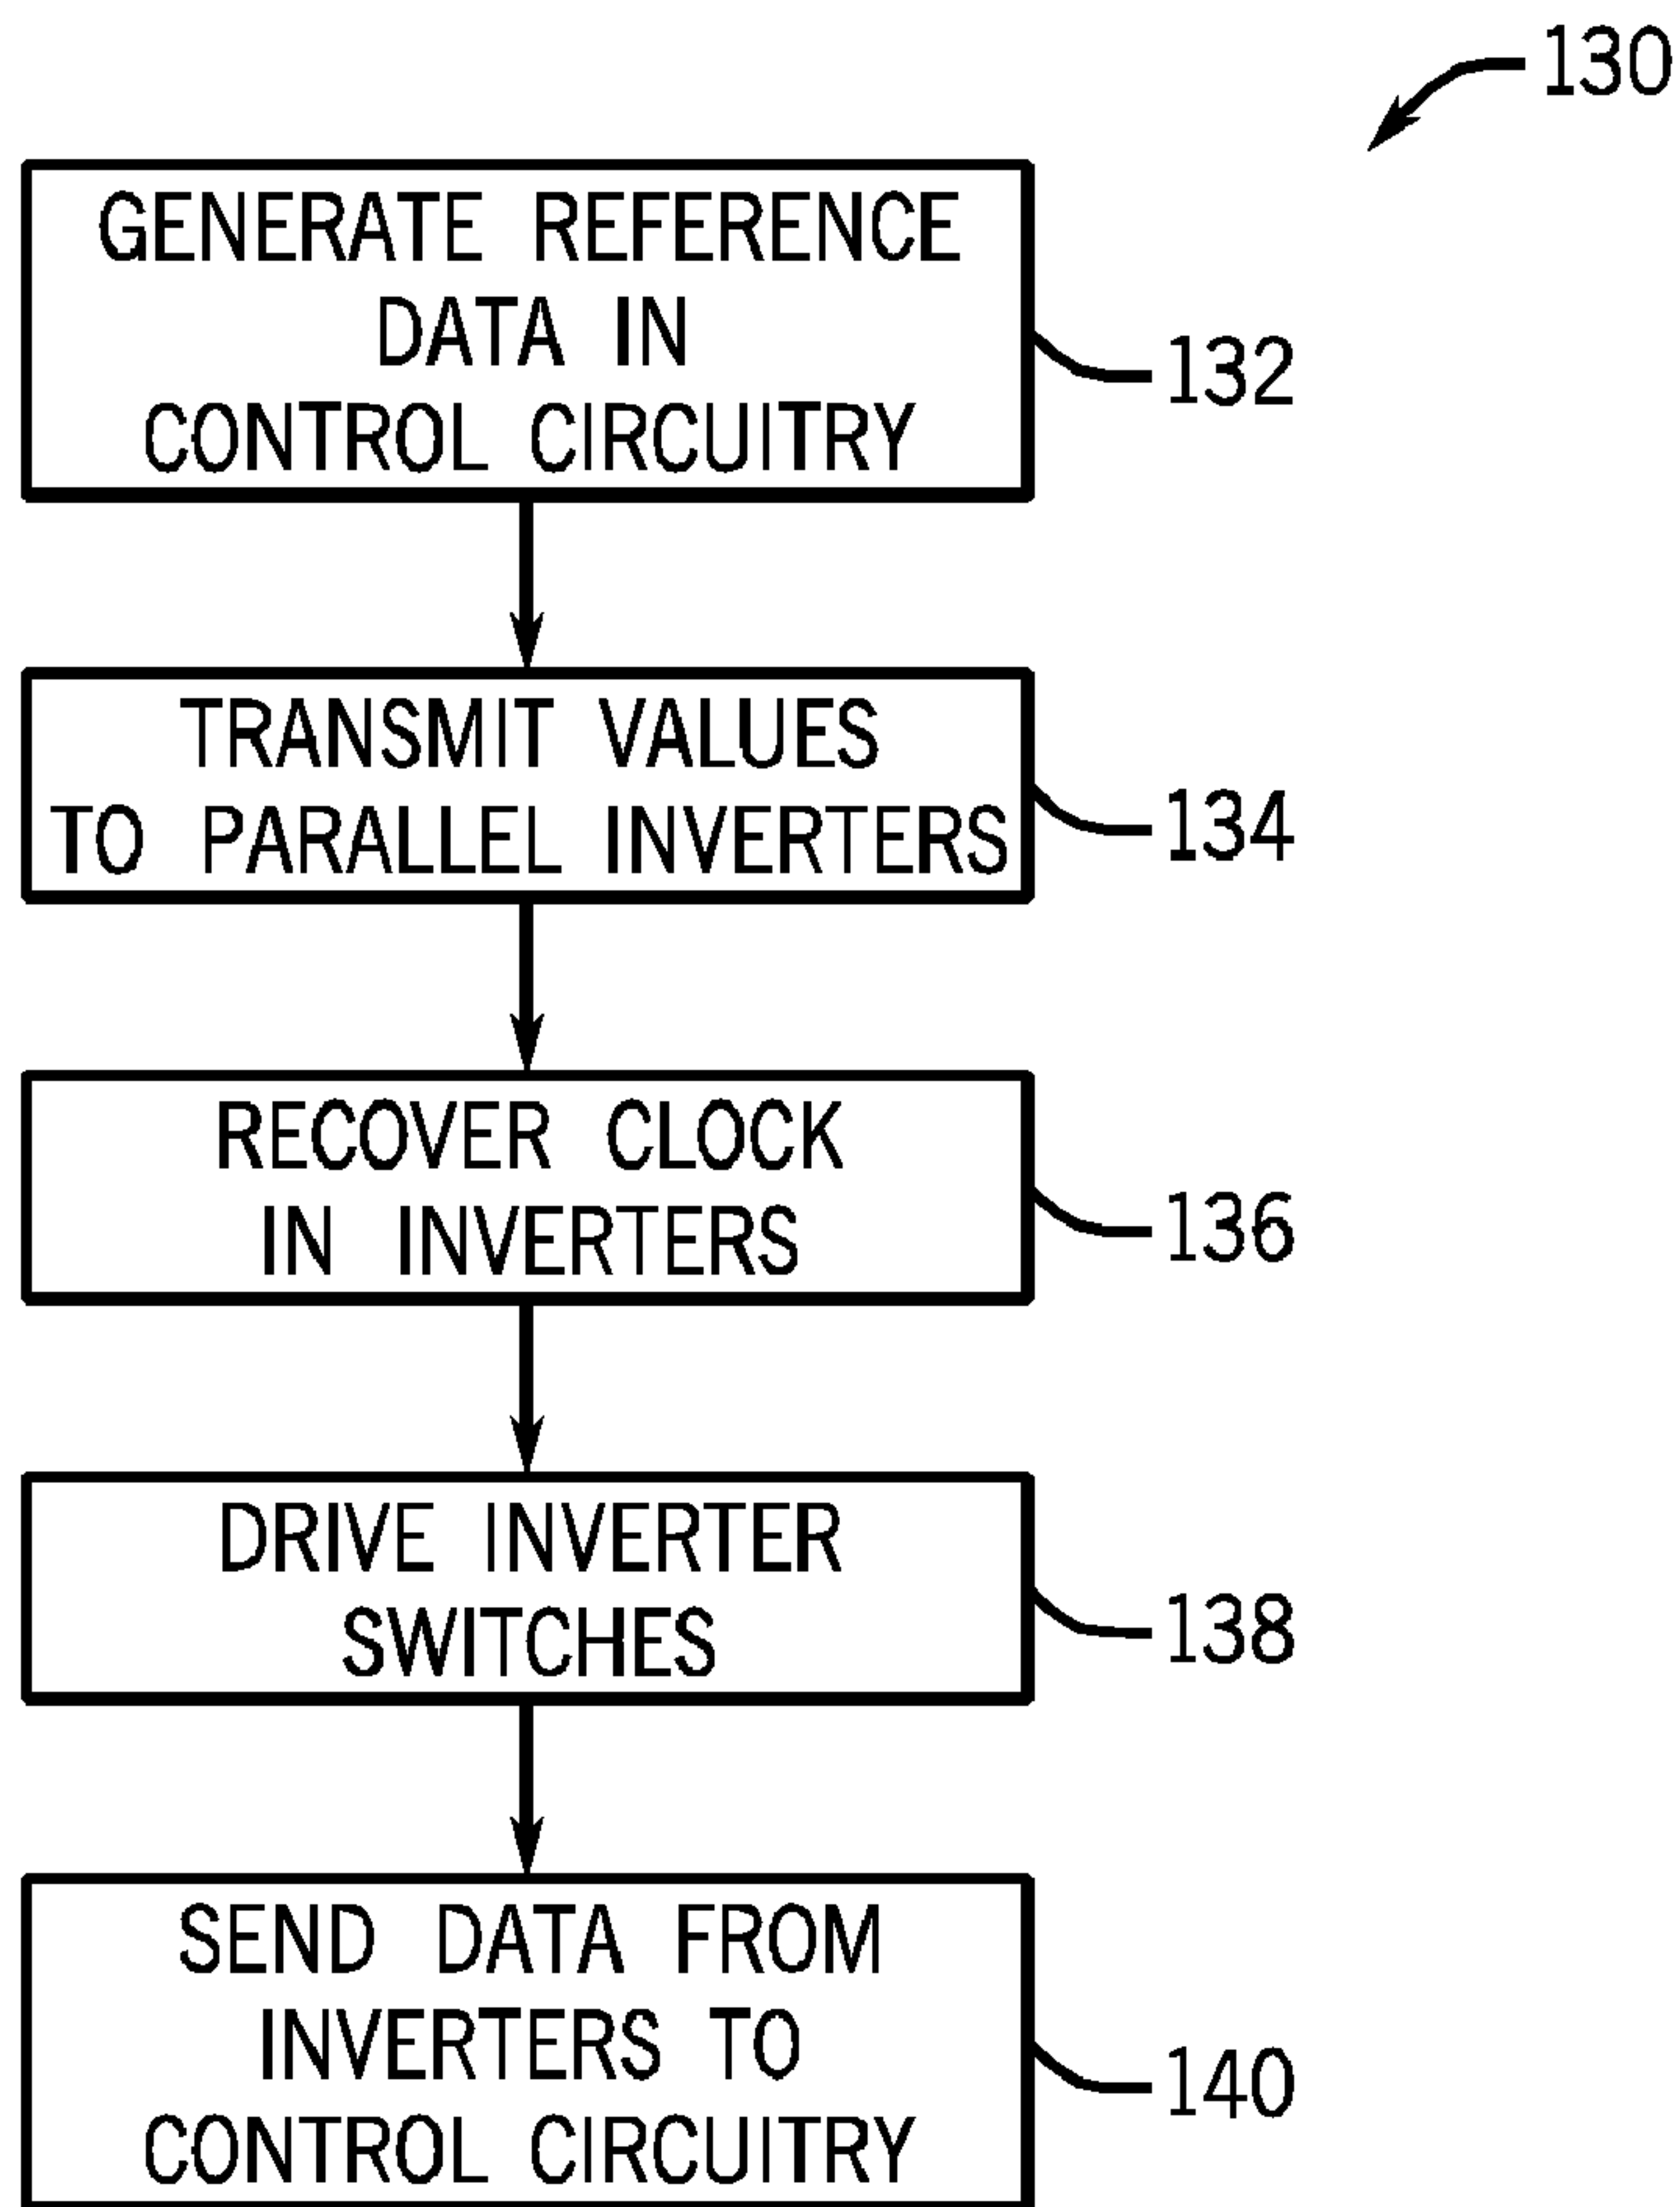 130
GENERATE REFERENCE
DATA IN
CONTROL CIRCUITRY
132
TRANSMIT VALUES
TO PARALLEL INVERTERS
134
RECOVER CLOCK
IN INVERTERS
136
DRIVE INVERTER
SWITCHES
138
SEND DATA FROM
INVERTERS TO
CONTROL CIRCUITRY
140